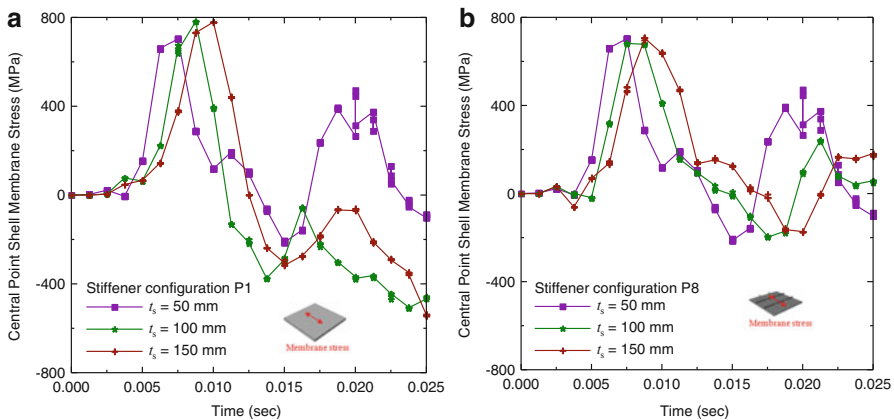 a
Central Point Shell Membrane Stress (MPa)
800
400
0
-400
-800
Stiffener configuration P1
ts = 50 mm
ts = 100 mm
ts = 150 mm
Membrane stress
0.000 0.005 0.010 0.015 0.020 0.025
Time (sec)
b
Central Point Shell Membrane Stress (MPa)
800
400
0
-400
-800
Stiffener configuration P8
ts = 50 mm
ts = 100 mm
ts = 150 mm
Membrane stress
0.000 0.005 0.010 0.015 0.020 0.025
Time (sec)